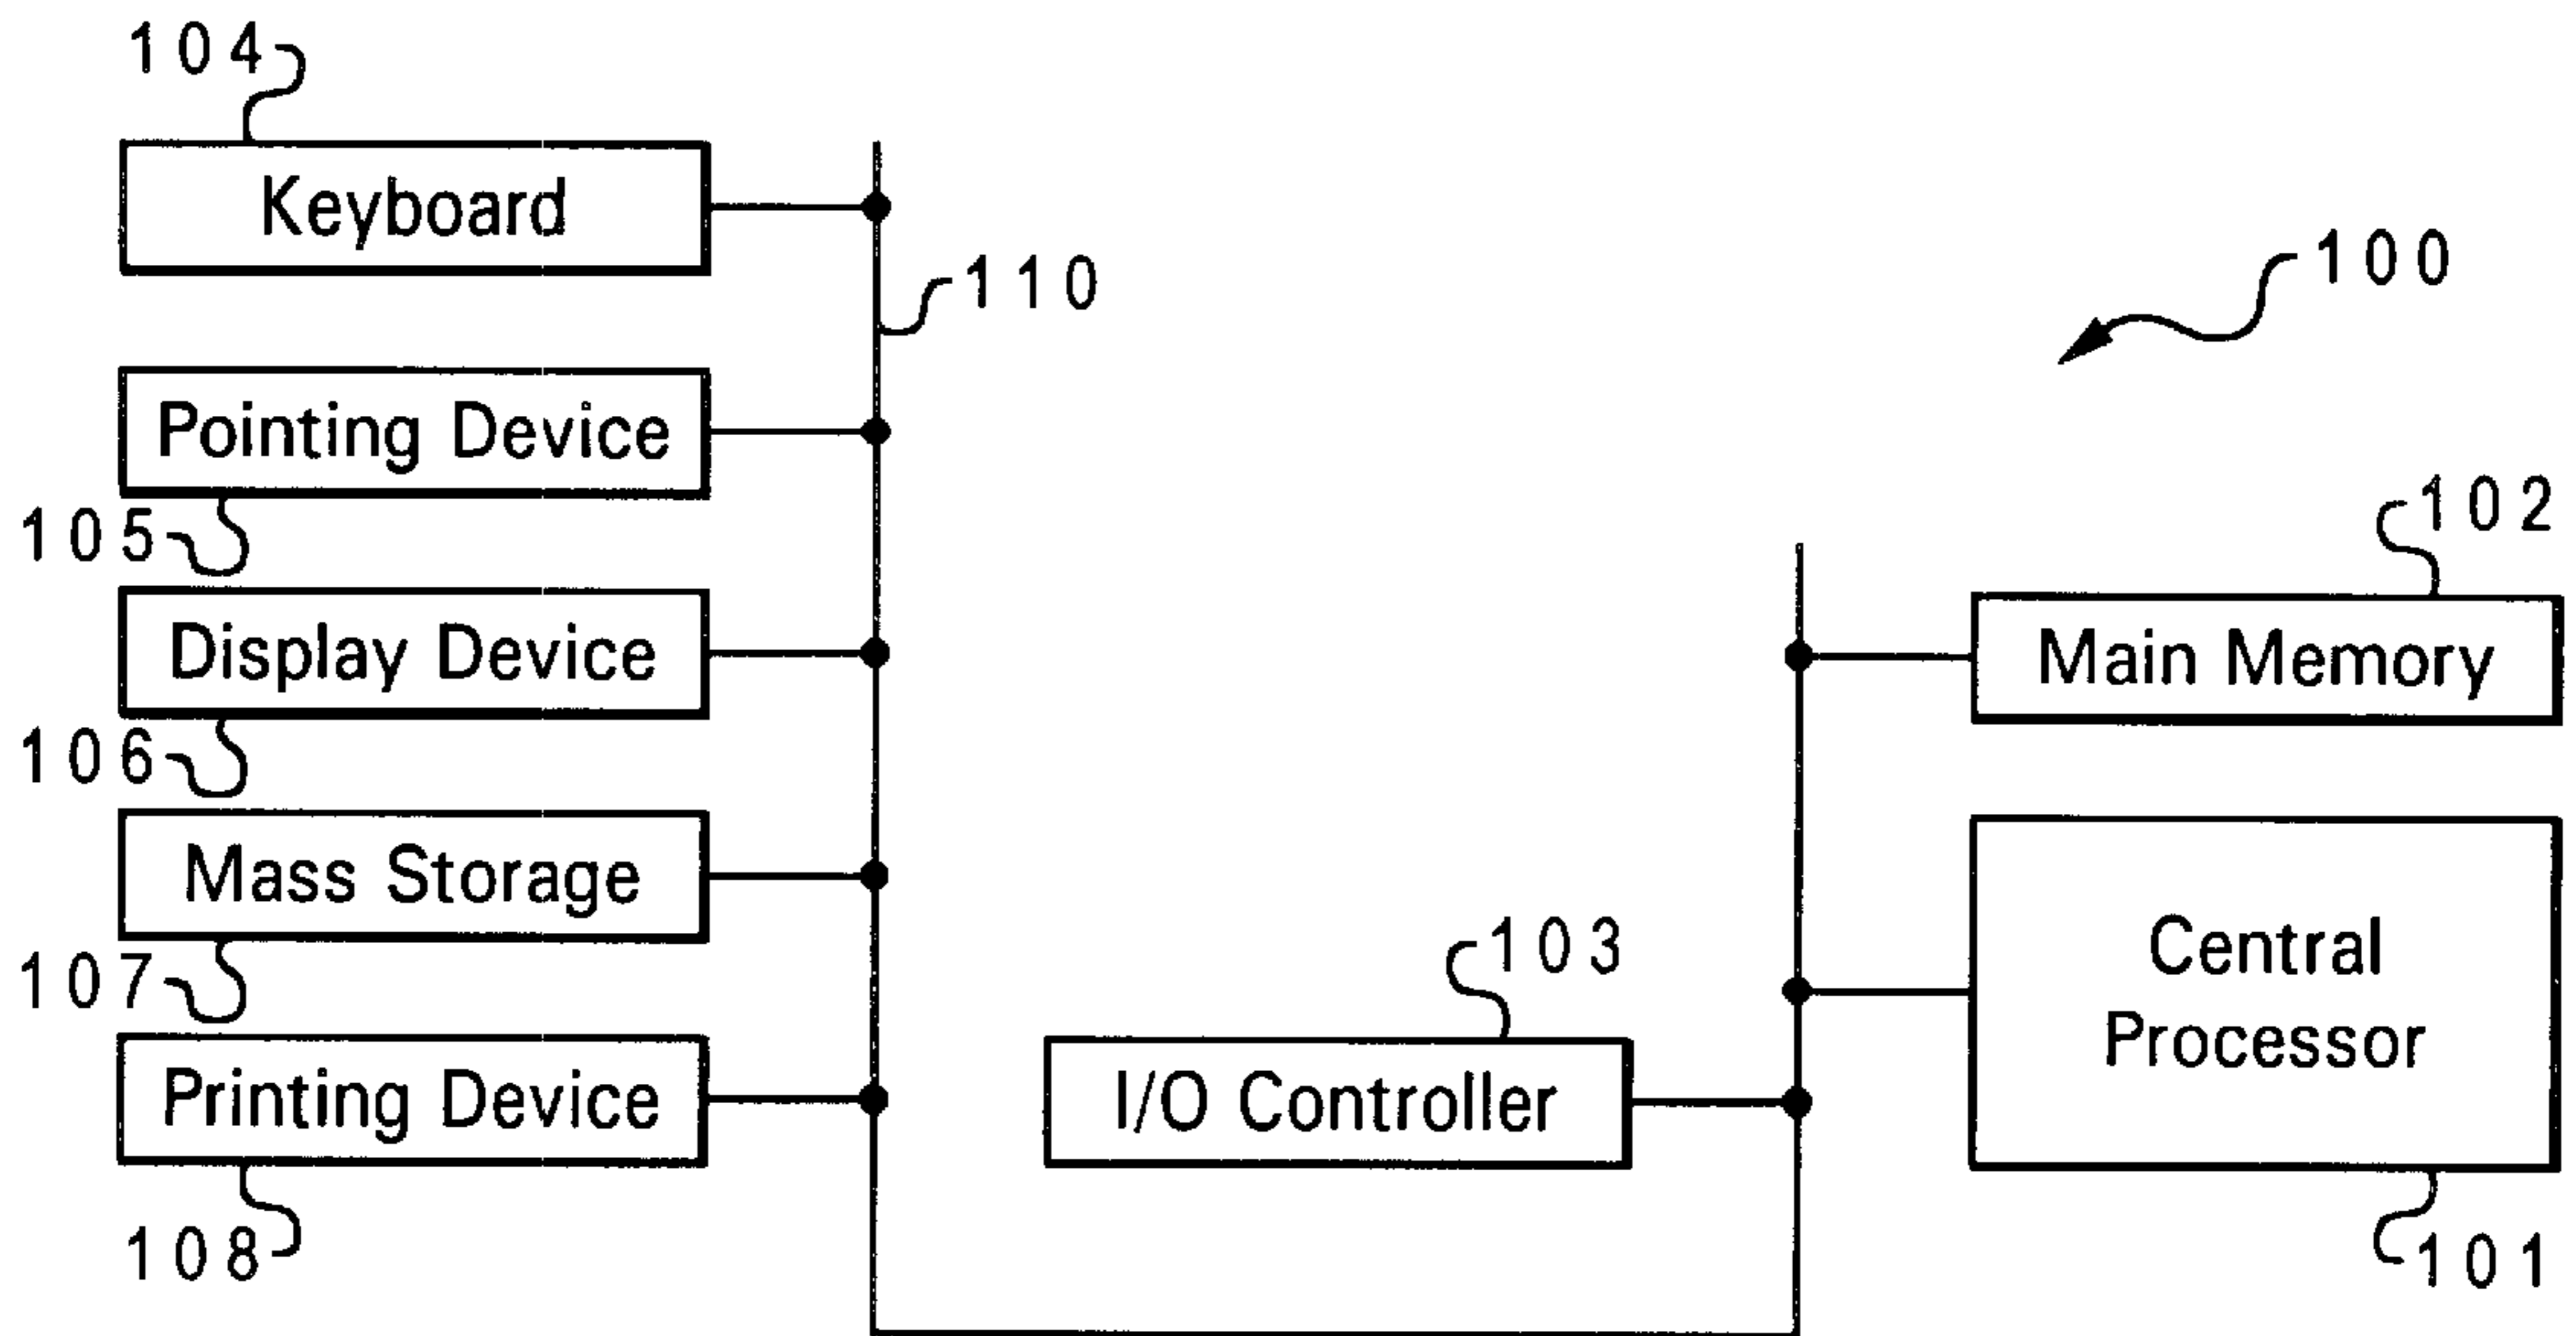 104
Keyboard
110
100
Pointing Device
105
102
Display Device
Main Memory
106
Mass Storage
107
103
Central
Processor
I/O Controller
Printing Device
108
101